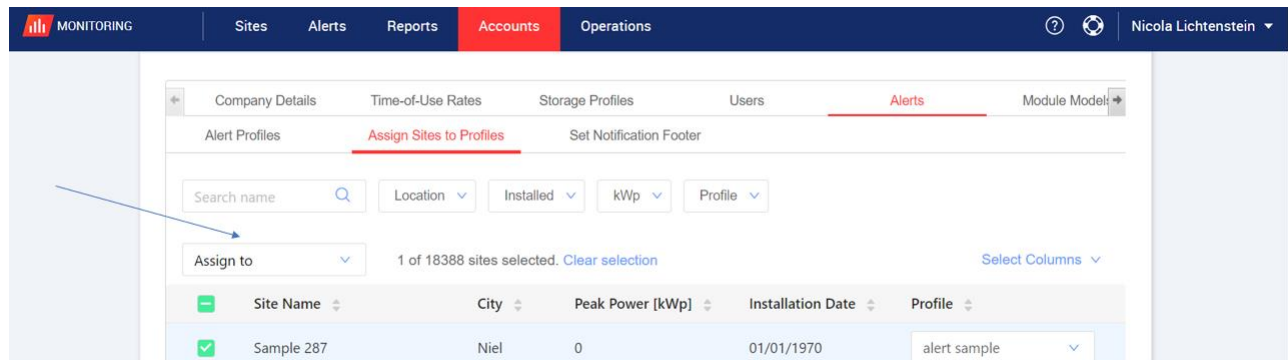 MONITORING Sites Alerts Reports Accounts Operations ? Nicola Lichtenstein
Company Details Time-of-Use Rates Storage Profiles Users Alerts Module Models
Alert Profiles Assign Sites to Profiles Set Notification Footer
Search name Location Installed kWp Profile
Assign to 1 of 18388 sites selected. Clear selection Select Columns
Site Name City Peak Power [kWp] Installation Date Profile
Sample 287 Niel 0 01/01/1970 alert sample